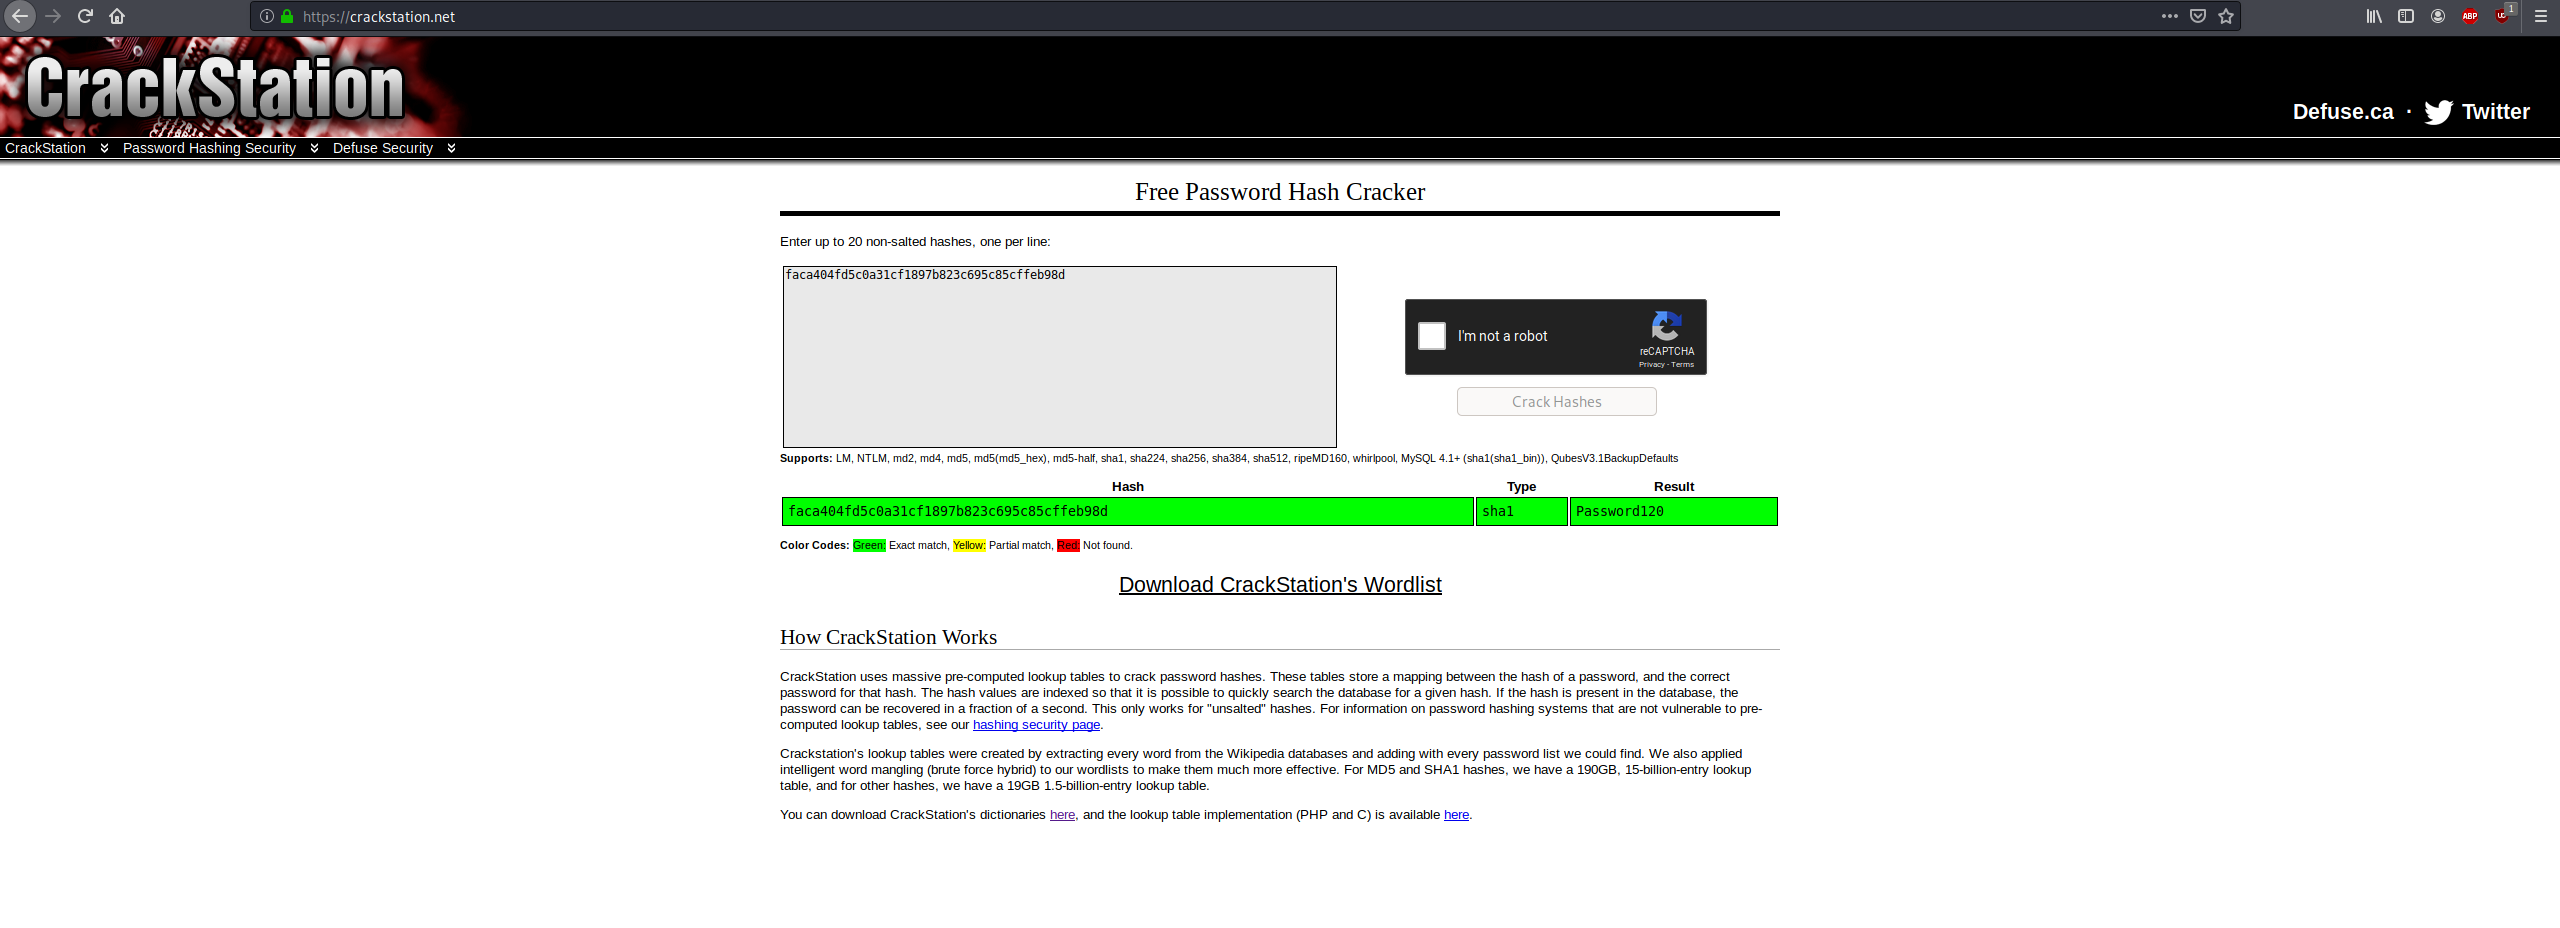 https://crackstation.net
ABP
1
CrackStation
Defuse.ca · Twitter
CrackStation Password Hashing Security Defuse Security
Free Password Hash Cracker
Enter up to 20 non-salted hashes, one per line:
faca404fd5c0a31cf1897b823c695c85cffeb98d
I'm not a robot
reCAPTCHA
Privacy - Terms
Crack Hashes
Supports: LM, NTLM, md2, md4, md5, md5(md5_hex), md5-half, sha1, sha224, sha256, sha384, sha512, ripeMD160, whirlpool, MySQL 4.1+ (sha1(sha1_bin)), QubesV3.1BackupDefaults
Hash Type Result
faca404fd5c0a31cf1897b823c695c85cffeb98d sha1 Password120
Color Codes: Green: Exact match, Yellow: Partial match, Red: Not found.
Download CrackStation's Wordlist
How CrackStation Works
CrackStation uses massive pre-computed lookup tables to crack password hashes. These tables store a mapping between the hash of a password, and the correct
password for that hash. The hash values are indexed so that it is possible to quickly search the database for a given hash. If the hash is present in the database, the
password can be recovered in a fraction of a second. This only works for "unsalted" hashes. For information on password hashing systems that are not vulnerable to pre-
computed lookup tables, see our hashing security page.
Crackstation's lookup tables were created by extracting every word from the Wikipedia databases and adding with every password list we could find. We also applied
intelligent word mangling (brute force hybrid) to our wordlists to make them much more effective. For MD5 and SHA1 hashes, we have a 190GB, 15-billion-entry lookup
table, and for other hashes, we have a 19GB 1.5-billion-entry lookup table.
You can download CrackStation's dictionaries here, and the lookup table implementation (PHP and C) is available here.